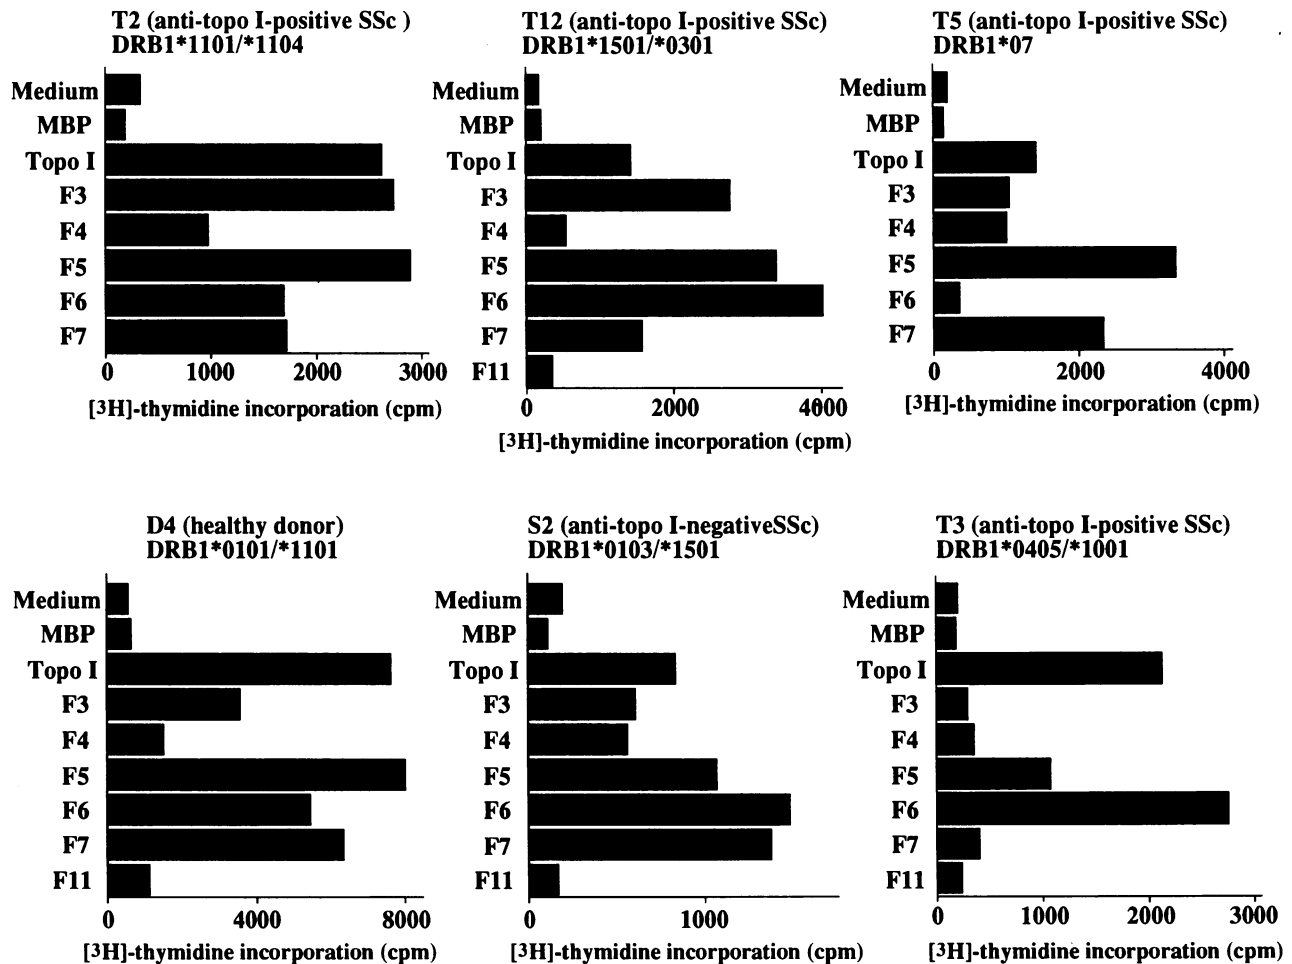 T2 (anti-topo I-positive SSc )
DRB1*1101/*1104
Medium
MBP
Topo I
F3
F4
F5
F6
F7
0 1000 2000 3000
[3H]-thymidine incorporation (cpm)
T12 (anti-topo I-positive SSc)
DRB1*1501/*0301
Medium
MBP
Topo I
F3
F4
F5
F6
F7
F11
0 2000 4000
[3H]-thymidine incorporation (cpm)
T5 (anti-topo I-positive SSc)
DRB1*07
Medium
MBP
Topo I
F3
F4
F5
F6
F7
0 2000 4000
[3H]-thymidine incorporation (cpm)
D4 (healthy donor)
DRB1*0101/*1101
Medium
MBP
Topo I
F3
F4
F5
F6
F7
F11
0 4000 8000
[3H]-thymidine incorporation (cpm)
S2 (anti-topo I-negativeSSc)
DRB1*0103/*1501
Medium
MBP
Topo I
F3
F4
F5
F6
F7
F11
0 1000
[3H]-thymidine incorporation (cpm)
T3 (anti-topo I-positive SSc)
DRB1*0405/*1001
Medium
MBP
Topo I
F3
F4
F5
F6
F7
F11
0 1000 2000 3000
[3H]-thymidine incorporation (cpm)